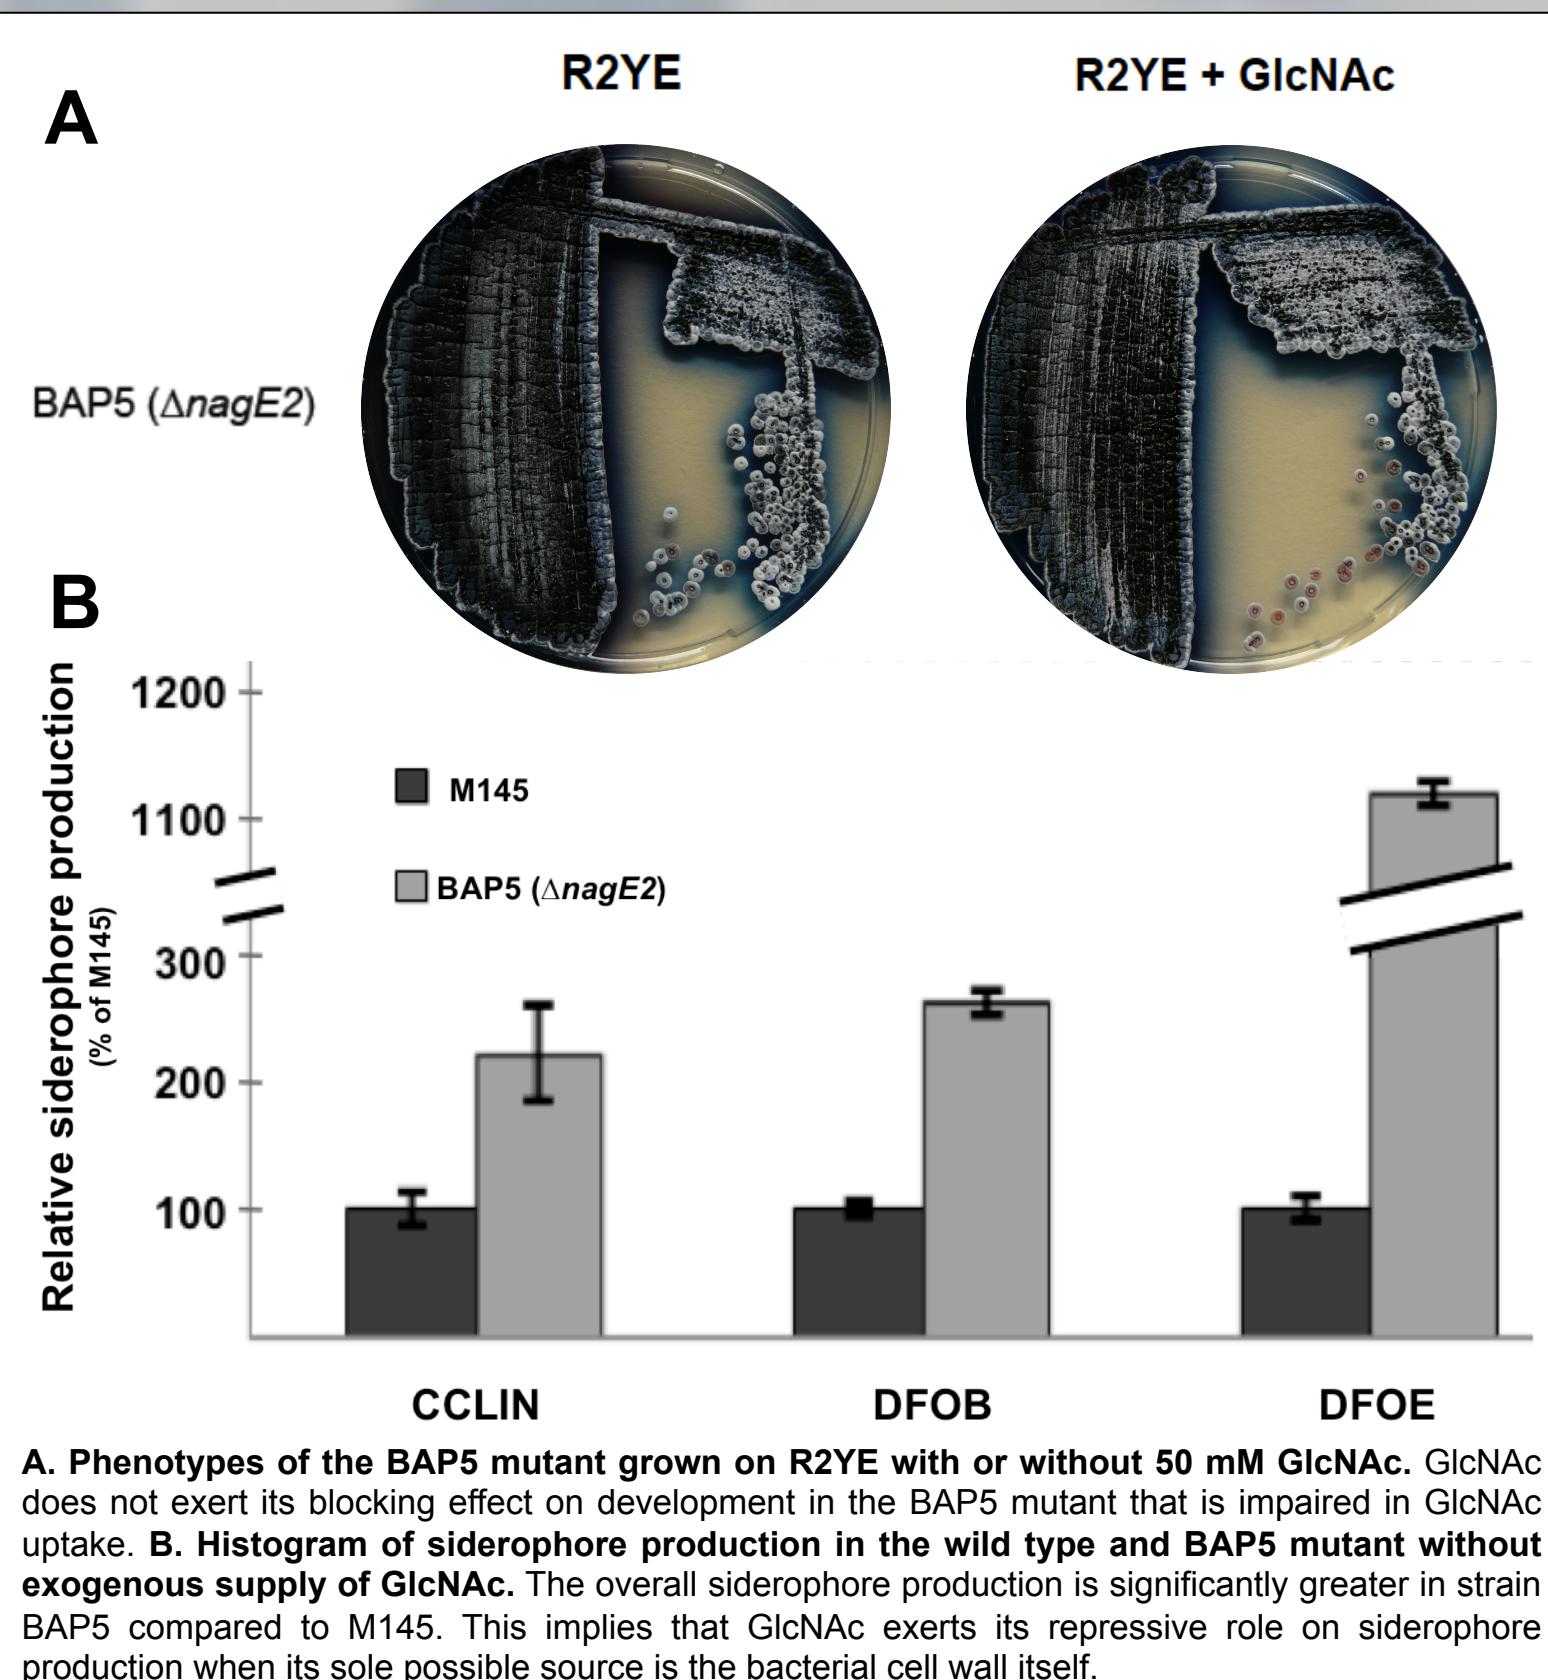 R2YE
R2YE + GlcNAc
A
BAP5 (ΔnagE2)
B
Relative siderophore production
(% of M145)
1200
1100
300
200
100
M145
BAP5 (ΔnagE2)
CCLIN
DFOB
DFOE
A. Phenotypes of the BAP5 mutant grown on R2YE with or without 50 mM GlcNAc. GlcNAc
does not exert its blocking effect on development in the BAP5 mutant that is impaired in GlcNAc
uptake. B. Histogram of siderophore production in the wild type and BAP5 mutant without
exogenous supply of GlcNAc. The overall siderophore production is significantly greater in strain
BAP5 compared to M145. This implies that GlcNAc exerts its repressive role on siderophore
production when its sole possible source is the bacterial cell wall itself.